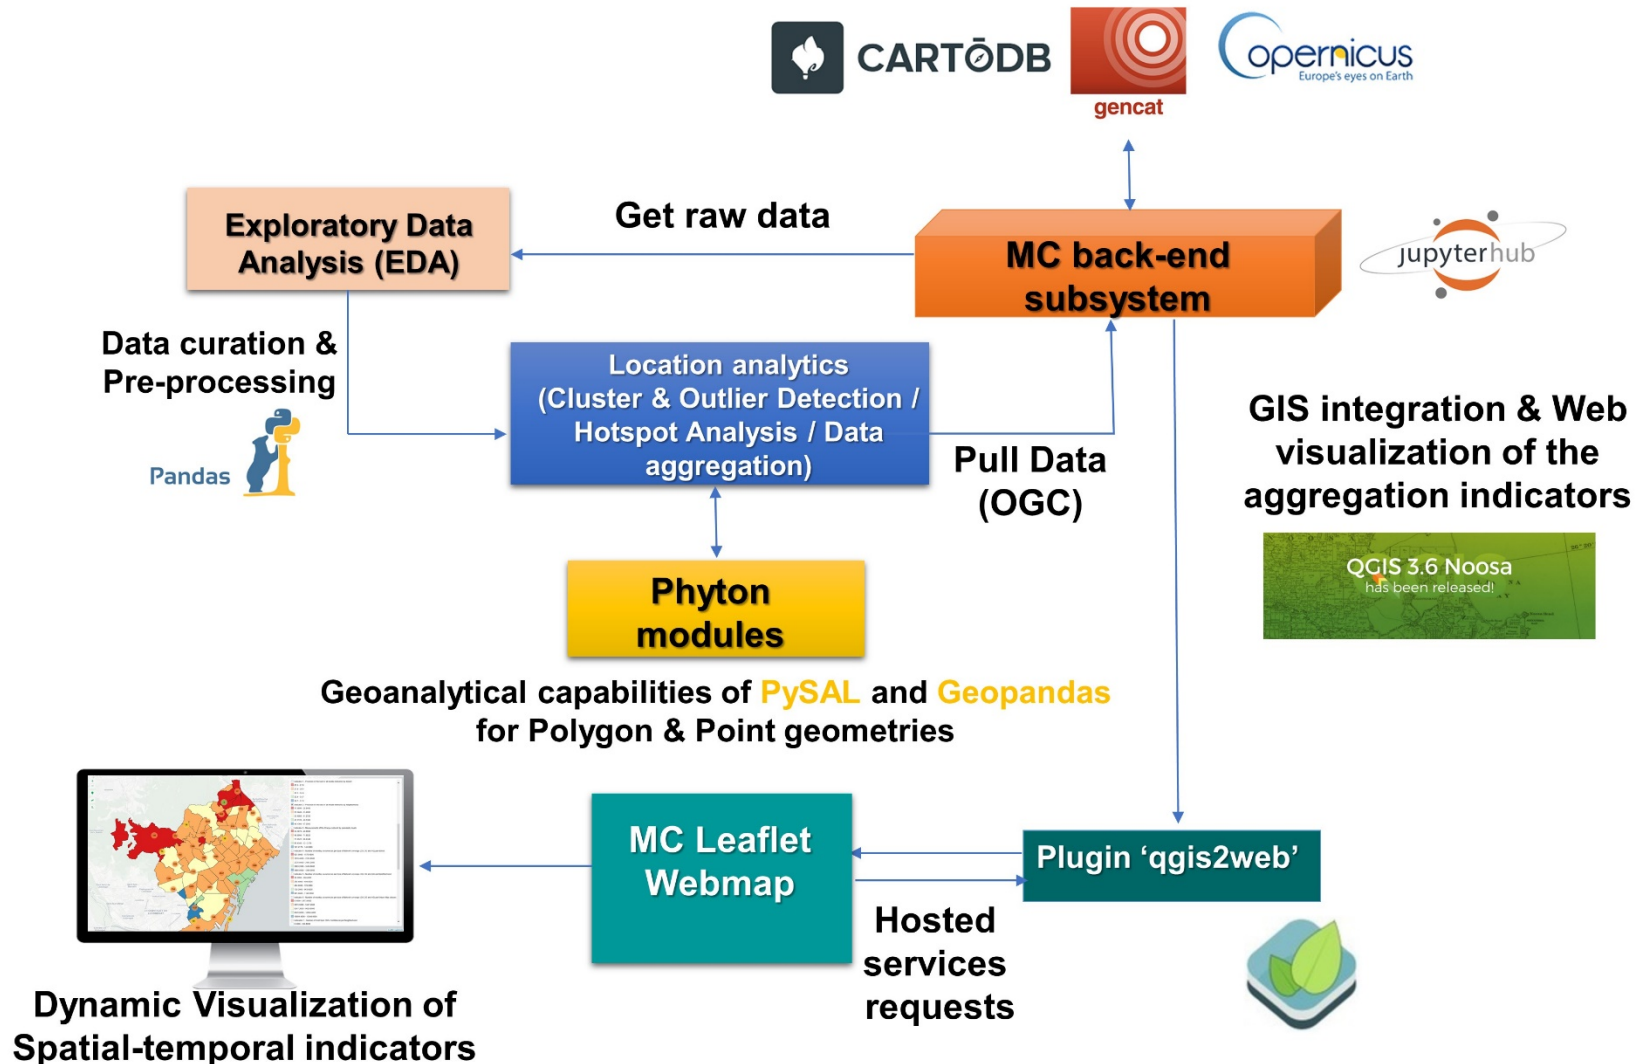 CARTODB
gencat
Copernicus
Europe's eyes on Earth
Exploratory Data
Analysis (EDA)
Get raw data
MC back-end
subsystem
jupyterhub
Data curation &
Pre-processing
Pandas
Location analytics
(Cluster & Outlier Detection /
Hotspot Analysis / Data
aggregation)
Pull Data
(OGC)
GIS integration & Web
visualization of the
aggregation indicators
QGIS 3.6 Noosa
has been released!
Phyton
modules
Geoanalytical capabilities of PySAL and Geopandas
for Polygon & Point geometries
MC Leaflet
Webmap
Plugin ‘qgis2web’
Hosted
services
requests
Dynamic Visualization of
Spatial-temporal indicators